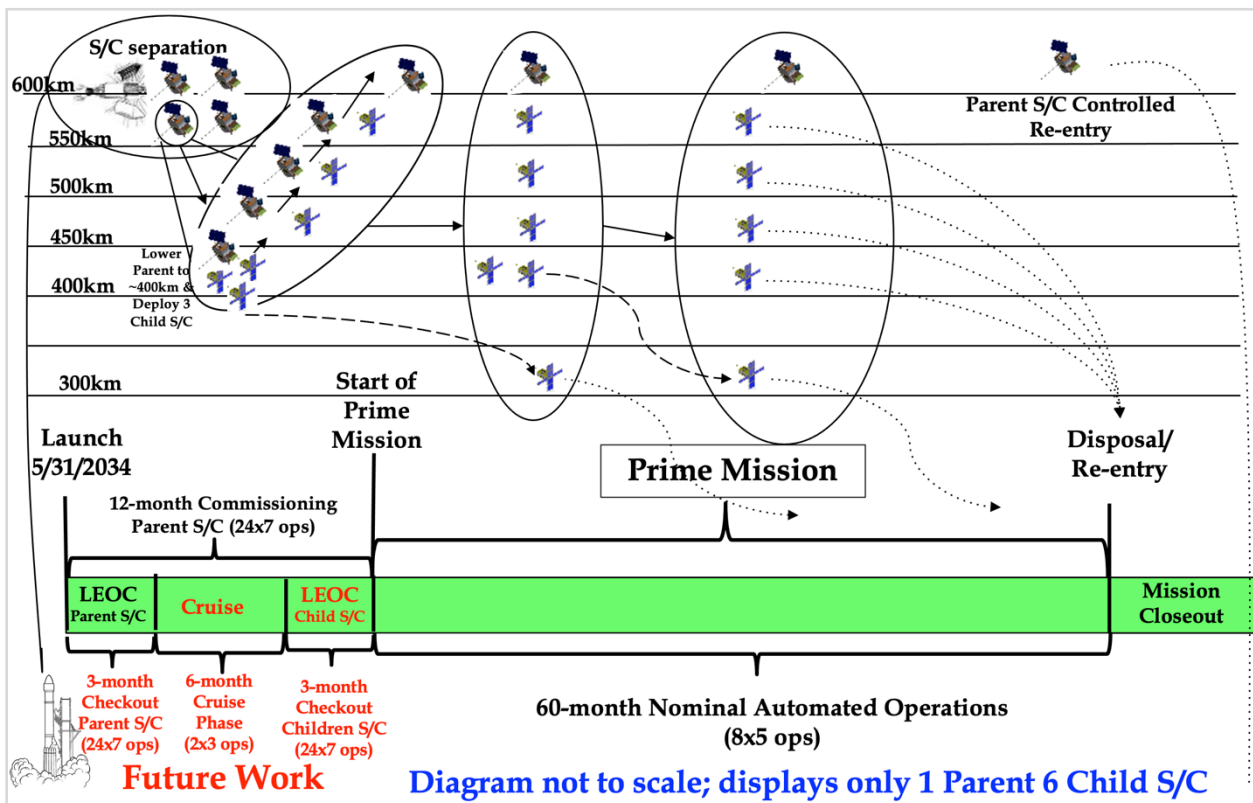 S/C separation
600km
550km
500km
450km
400km
300km
Lower
Parent to
~400km &
Deploy 3
Child S/C
Parent S/C Controlled
Re-entry
Start of
Prime
Mission
Launch
5/31/2034
Prime Mission
Disposal/
Re-entry
12-month Commissioning
Parent S/C (24x7 ops)
LEOC
Parent S/C
Cruise
LEOC
Child S/C
Mission
Closeout
3-month
Checkout
Parent S/C
(24x7 ops)
6-month
Cruise
Phase
(2x3 ops)
3-month
Checkout
Children S/C
(24x7 ops)
60-month Nominal Automated Operations
(8x5 ops)
Future Work
Diagram not to scale; displays only 1 Parent 6 Child S/C